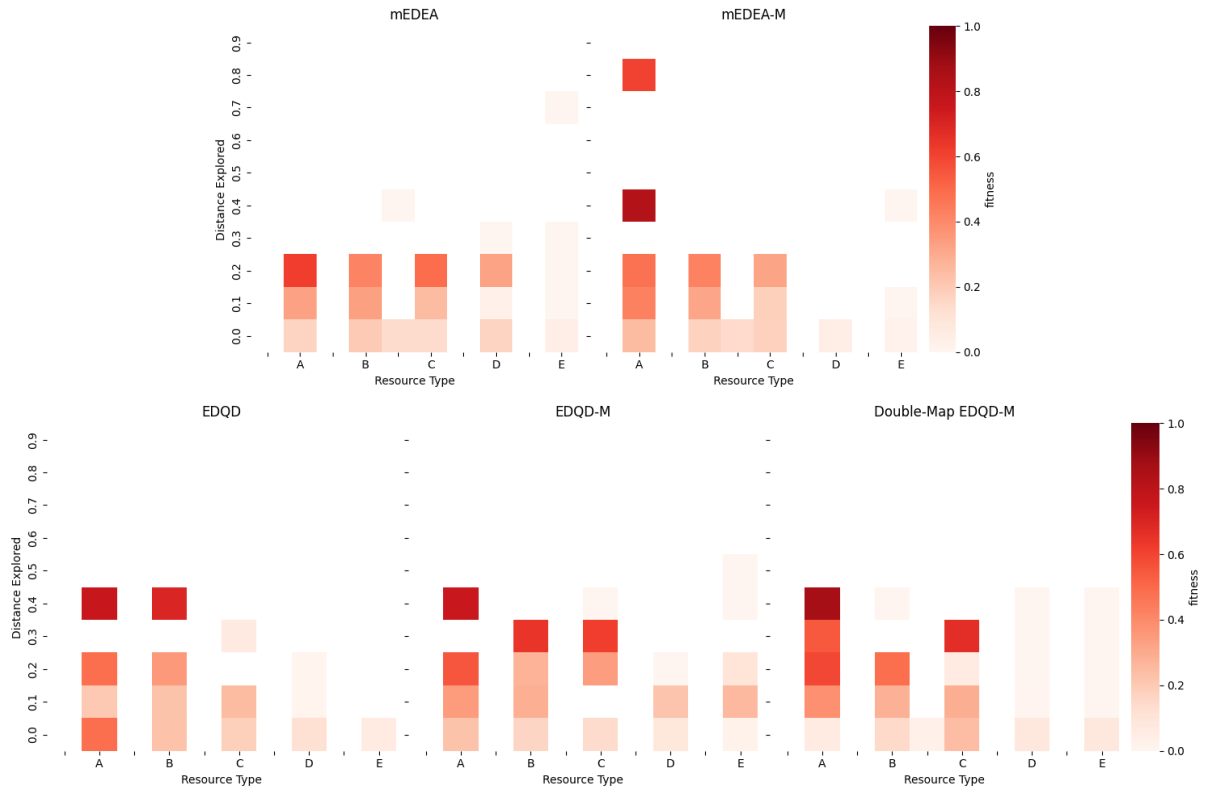 mEDEA
mEDEA-M
Distance Explored
0.9
0.8
0.7
0.6
0.5
0.4
0.3
0.2
0.1
0.0
A B C D E
Resource Type
A B C D E
Resource Type
1.0
0.8
0.6
0.4
0.2
0.0
fitness
EDQD
EDQD-M
Double-Map EDQD-M
Distance Explored
0.9
0.8
0.7
0.6
0.5
0.4
0.3
0.2
0.1
0.0
A B C D E
Resource Type
A B C D E
Resource Type
A B C D E
Resource Type
1.0
0.8
0.6
0.4
0.2
0.0
fitness